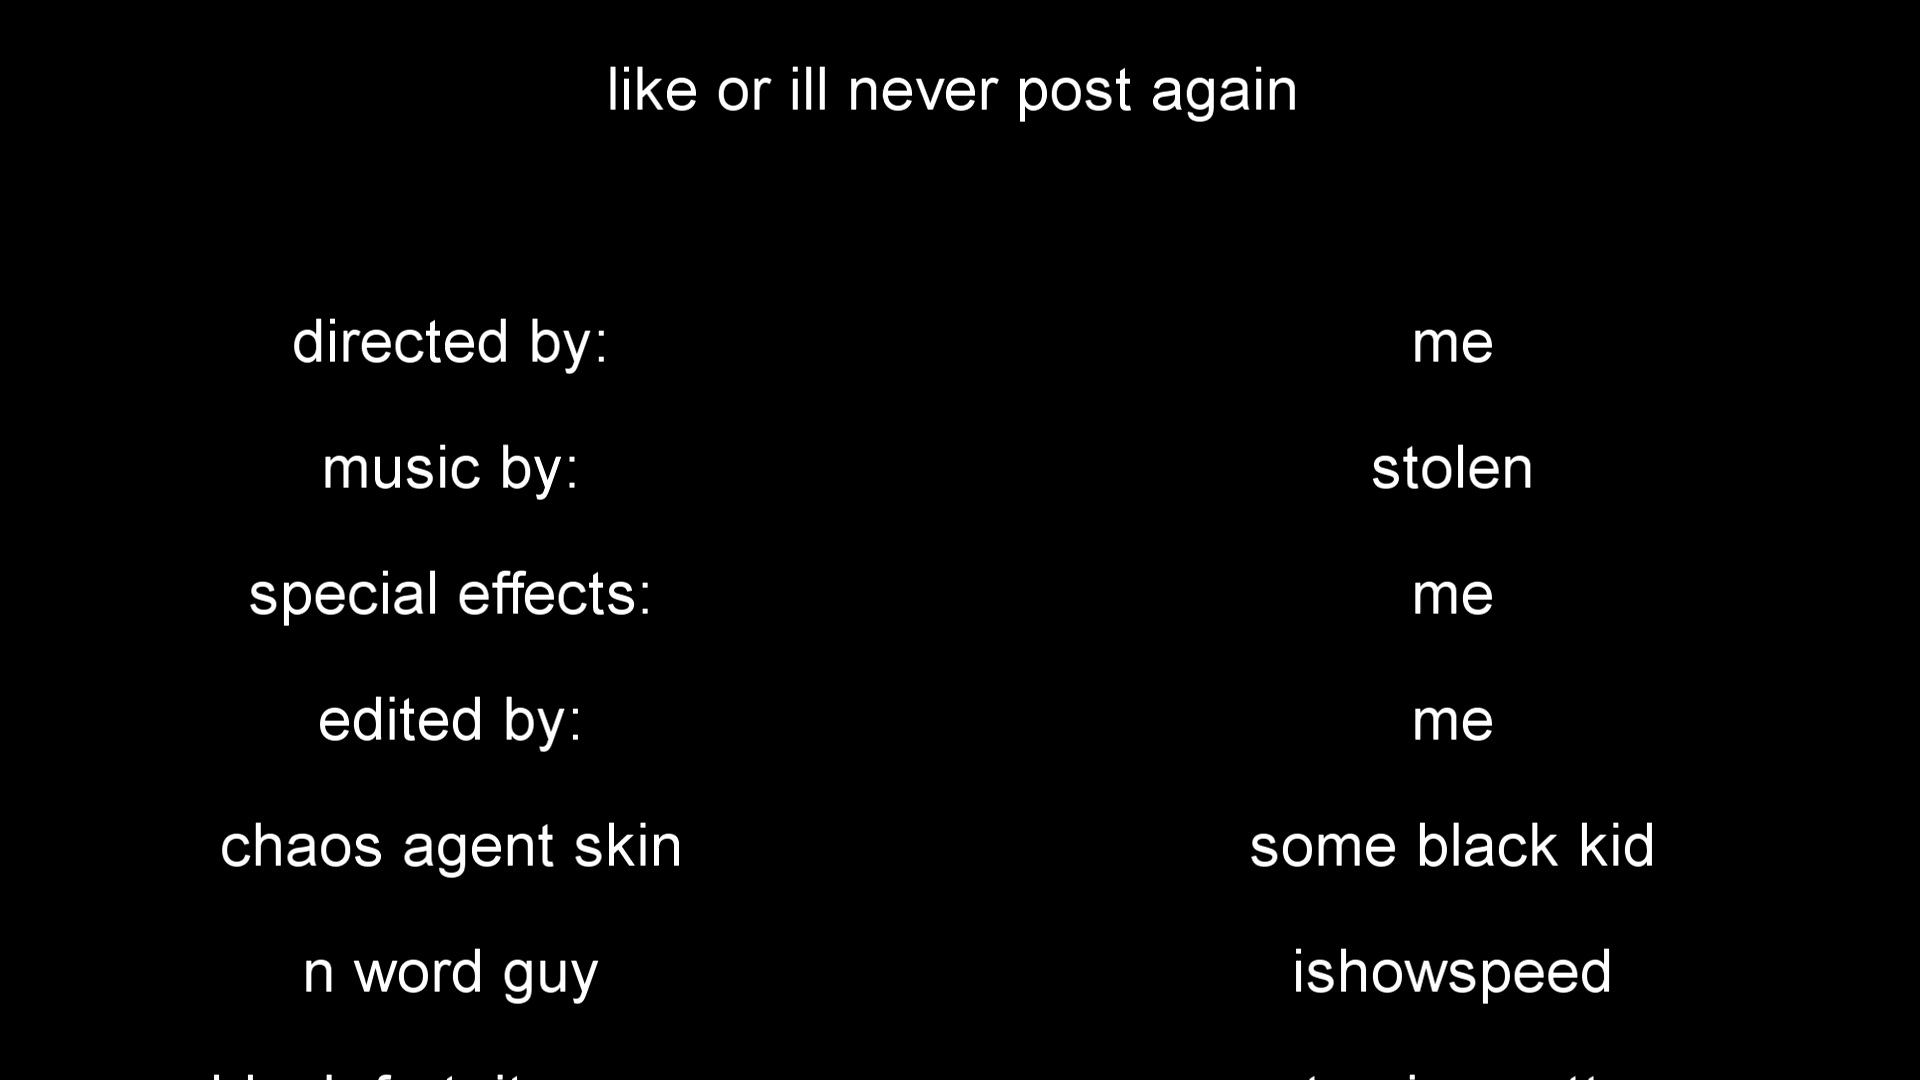 like or ill never post again
directed by: me
music by: stolen
special effects: me
edited by: me
chaos agent skin some black kid
n word guy ishowspeed